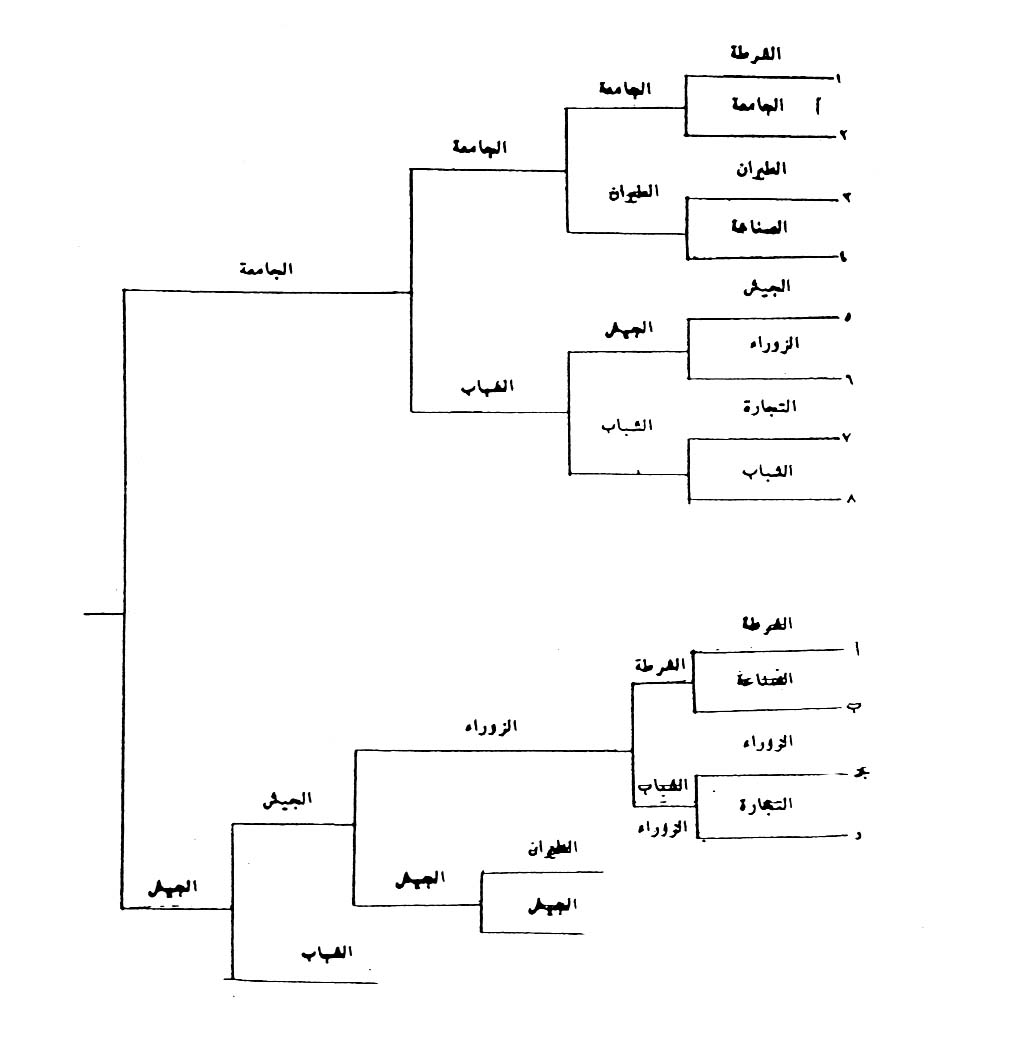 الشرطة
١
الجامعة
الجامعة أ
٢
الجامعة
الطيران
٣
الطيران
الصناعة
٤
الجامعة
الجيش
٥
الجيش
الزوراء
٦
الشباب
التجارة
٧
الشباب
الشباب
٨
الشرطة
أ
الشرطة
الصناعة
ب
الزوراء
الزوراء
جـ
الشباب
التجارة
الزوراء
د
الجيش
الطيران
الجيش
الجيش
الجيش
الشباب